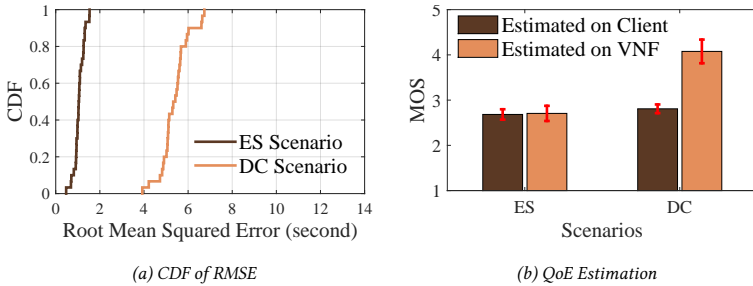 1
0.8
0.6
0.4
0.2
0
CDF
ES Scenario
DC Scenario
0 2 4 6 8 10 12 14
Root Mean Squared Error (second)
(a) CDF of RMSE
5
4
3
2
1
MOS
Estimated on Client
Estimated on VNF
ES DC
Scenarios
(b) QoE Estimation